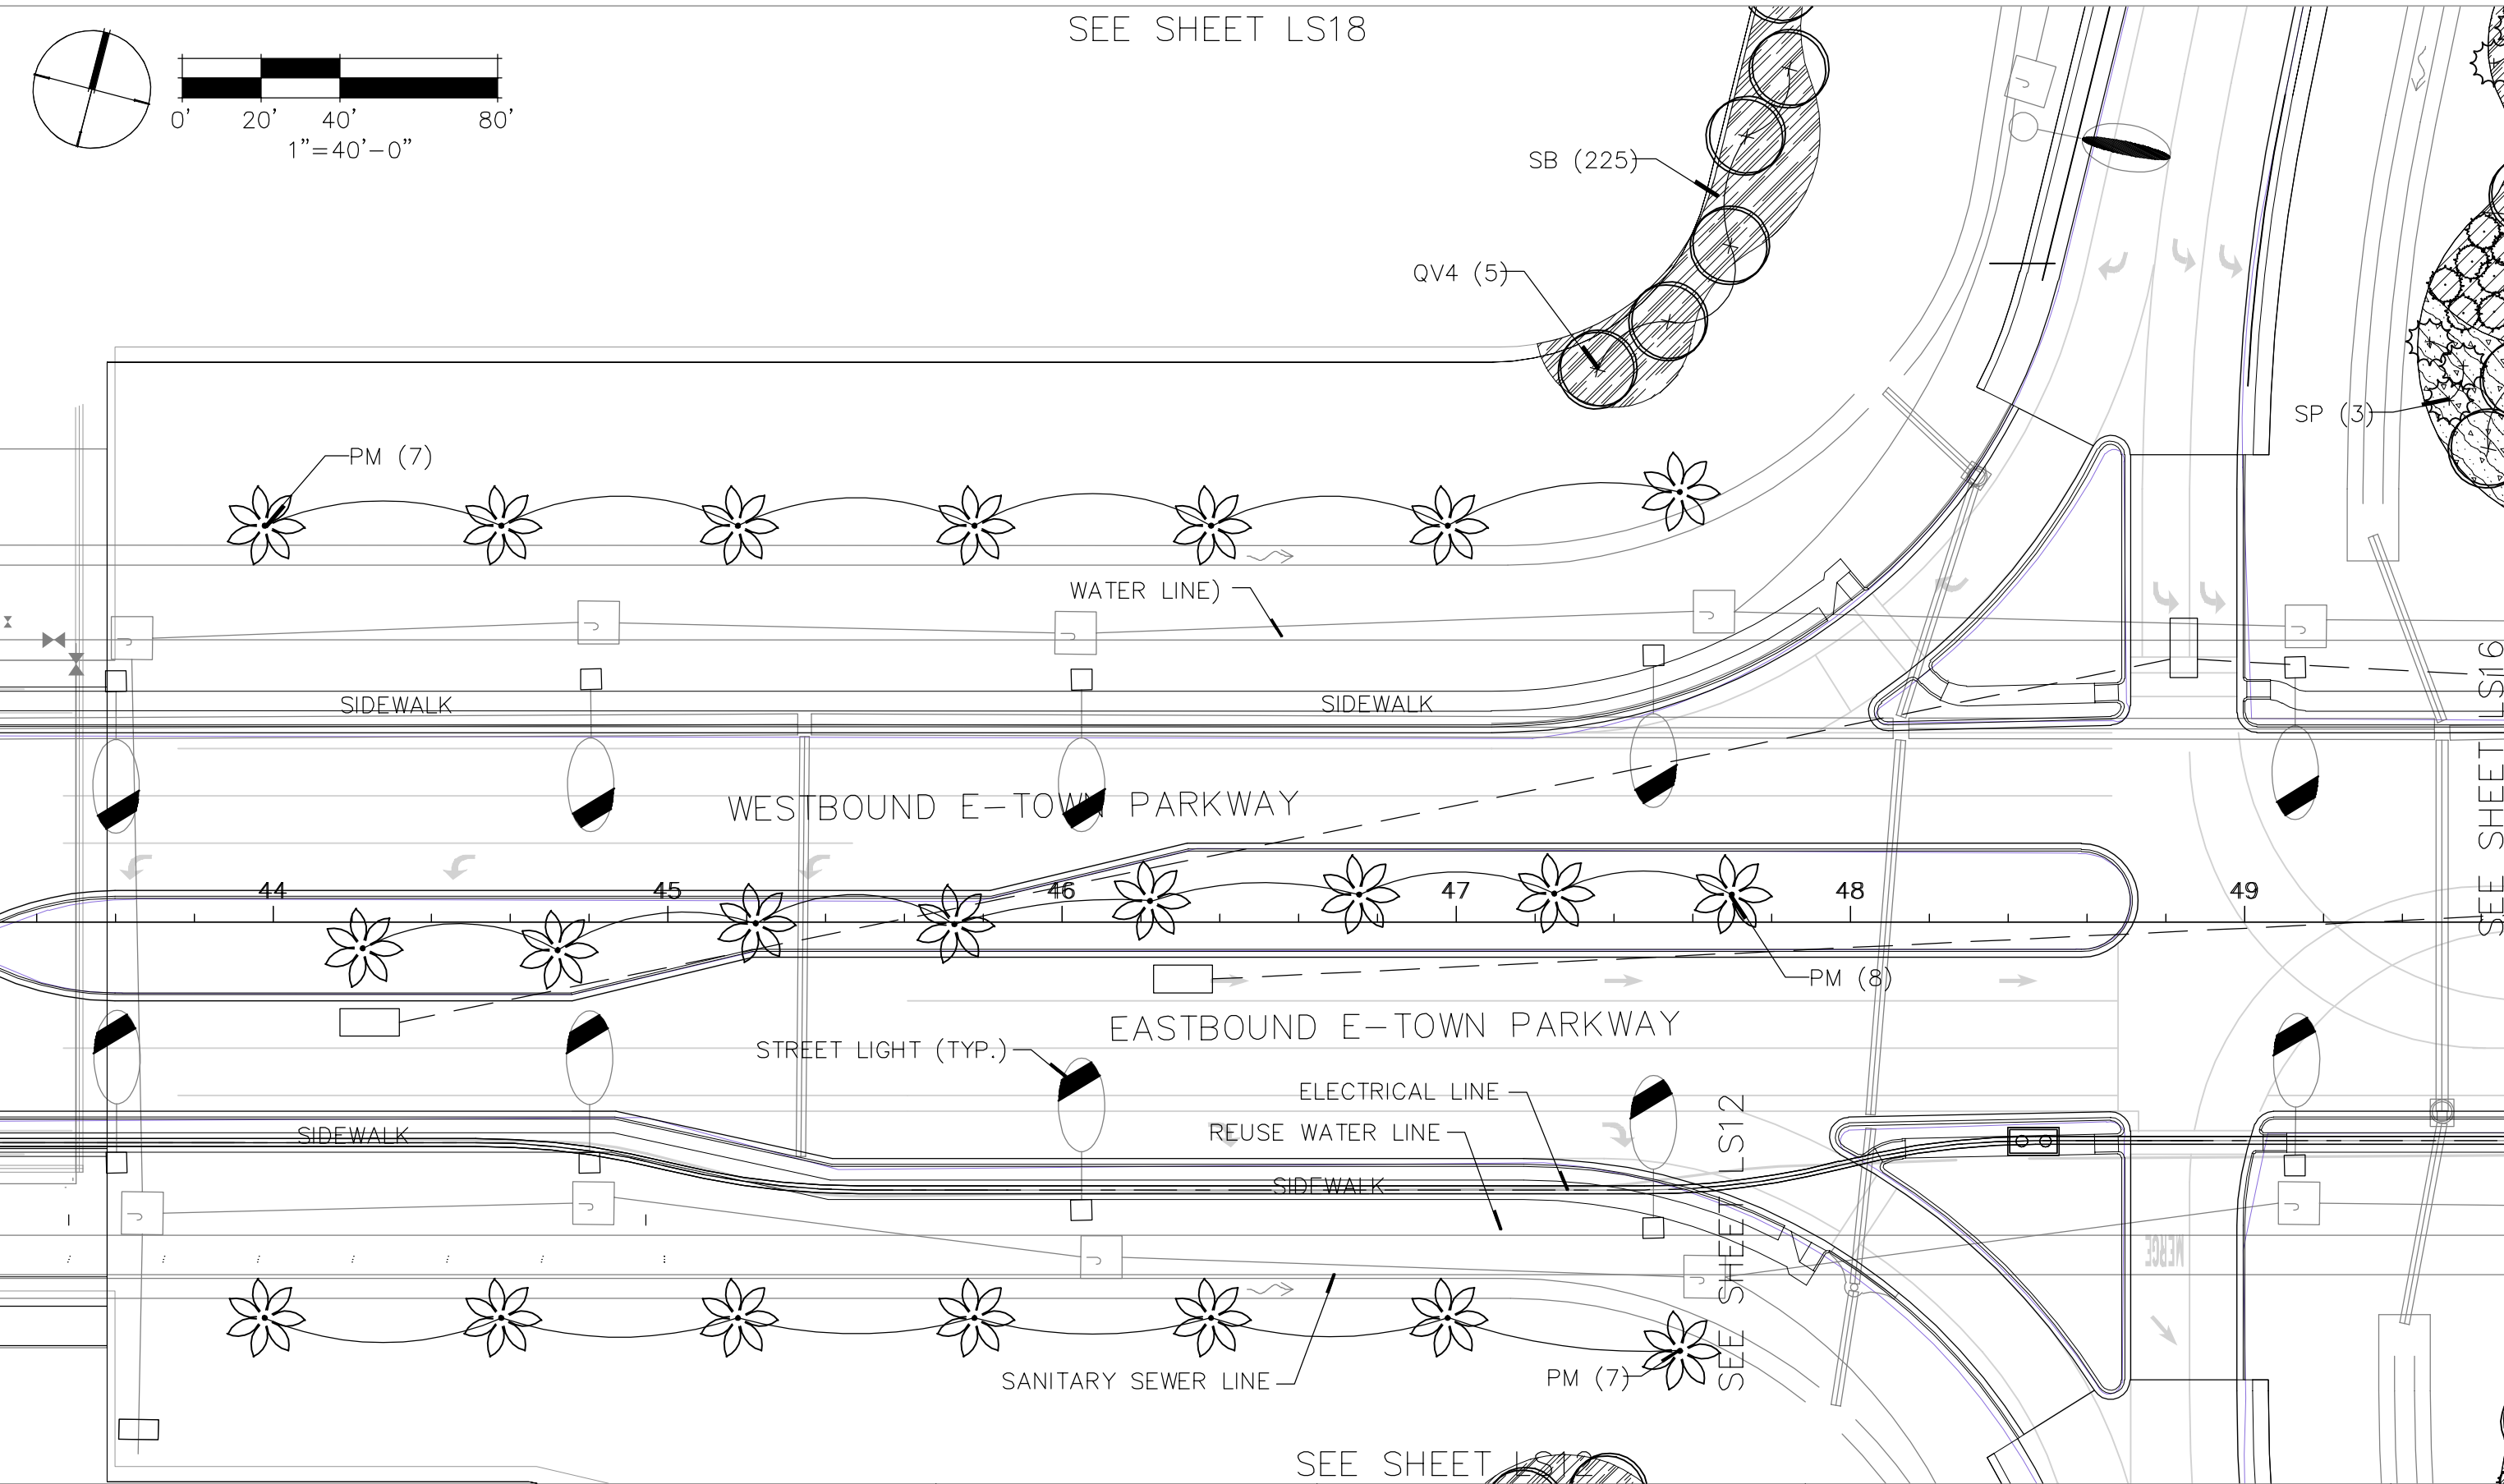 SEE SHEET LS18
0' 20' 40' 80'
1"=40'-0"
SB (225)
QV4 (5)
SP (3)
PM (7)
WATER LINE)
SIDEWALK
SIDEWALK
SEE SHEET LS16
WESTBOUND E-TOWN PARKWAY
44 45 46 47 48 49
PM (8)
EASTBOUND E-TOWN PARKWAY
STREET LIGHT (TYP.)
ELECTRICAL LINE
REUSE WATER LINE
SIDEWALK
SIDEWALK
SEE SHEET LS12
MERGE
SANITARY SEWER LINE
PM (7)
SEE SHEET LS12